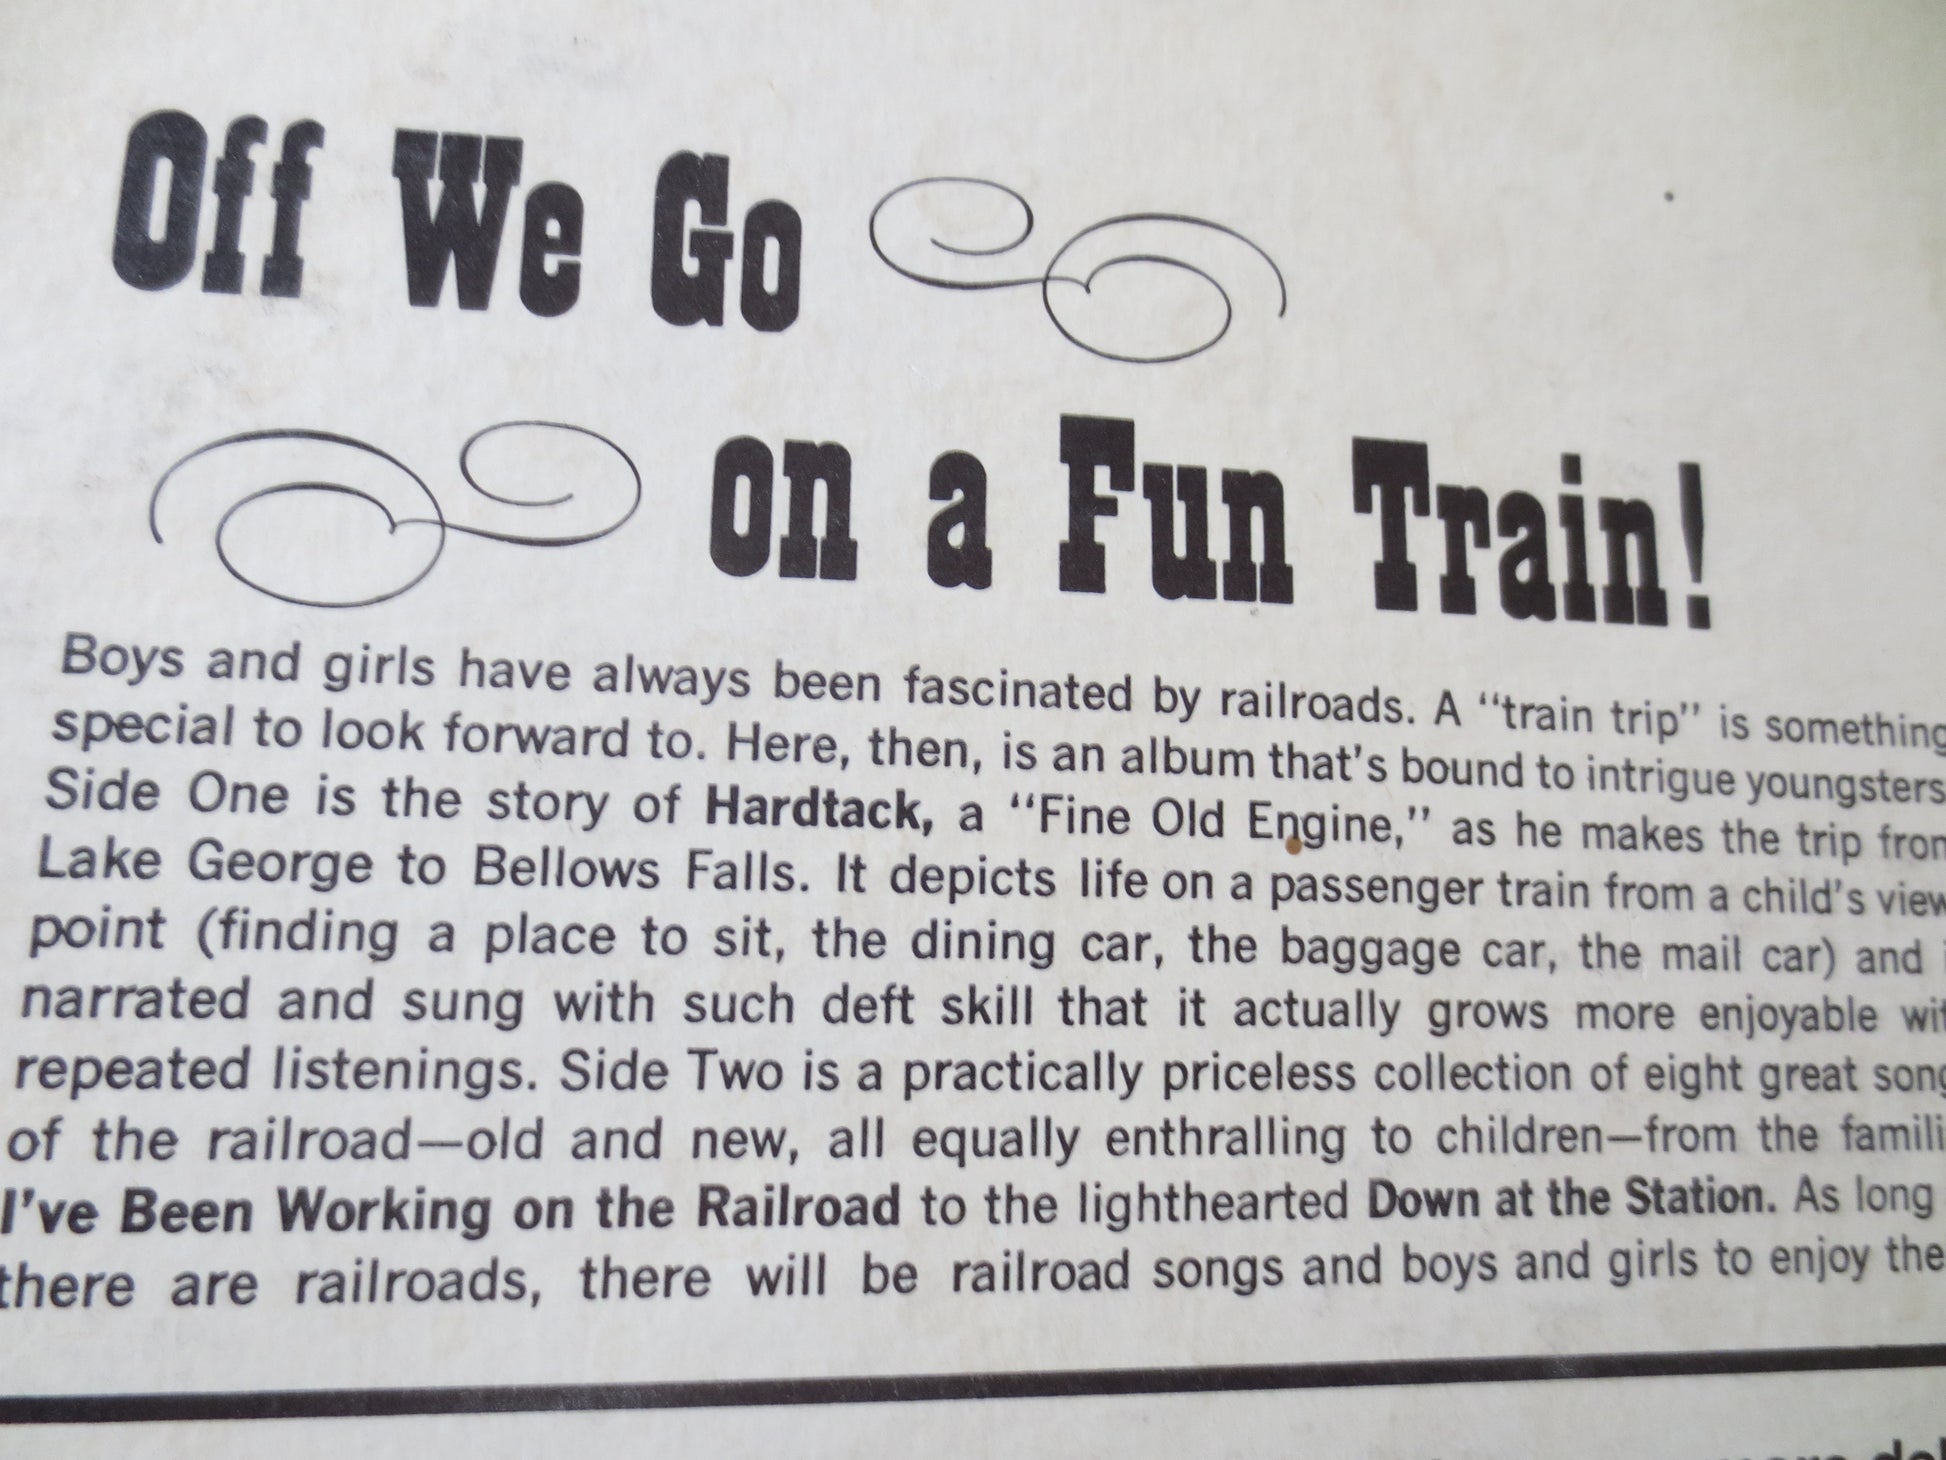 Off We Go
on a Fun Train!
Boys and girls have always been fascinated by railroads. A “train trip” is something
special to look forward to. Here, then, is an album that's bound to intrigue youngsters.
Side One is the story of Hardtack, a “Fine Old Engine,” as he makes the trip from
Lake George to Bellows Falls. It depicts life on a passenger train from a child's view
point (finding a place to sit, the dining car, the baggage car, the mail car) and
narrated and sung with such deft skill that it actually grows more enjoyable wit
repeated listenings. Side Two is a practically priceless collection of eight great song
of the railroad—old and new, all equally enthralling to children—from the famili
I've Been Working on the Railroad to the lighthearted Down at the Station. As long
there are railroads, there will be railroad songs and boys and girls to enjoy the